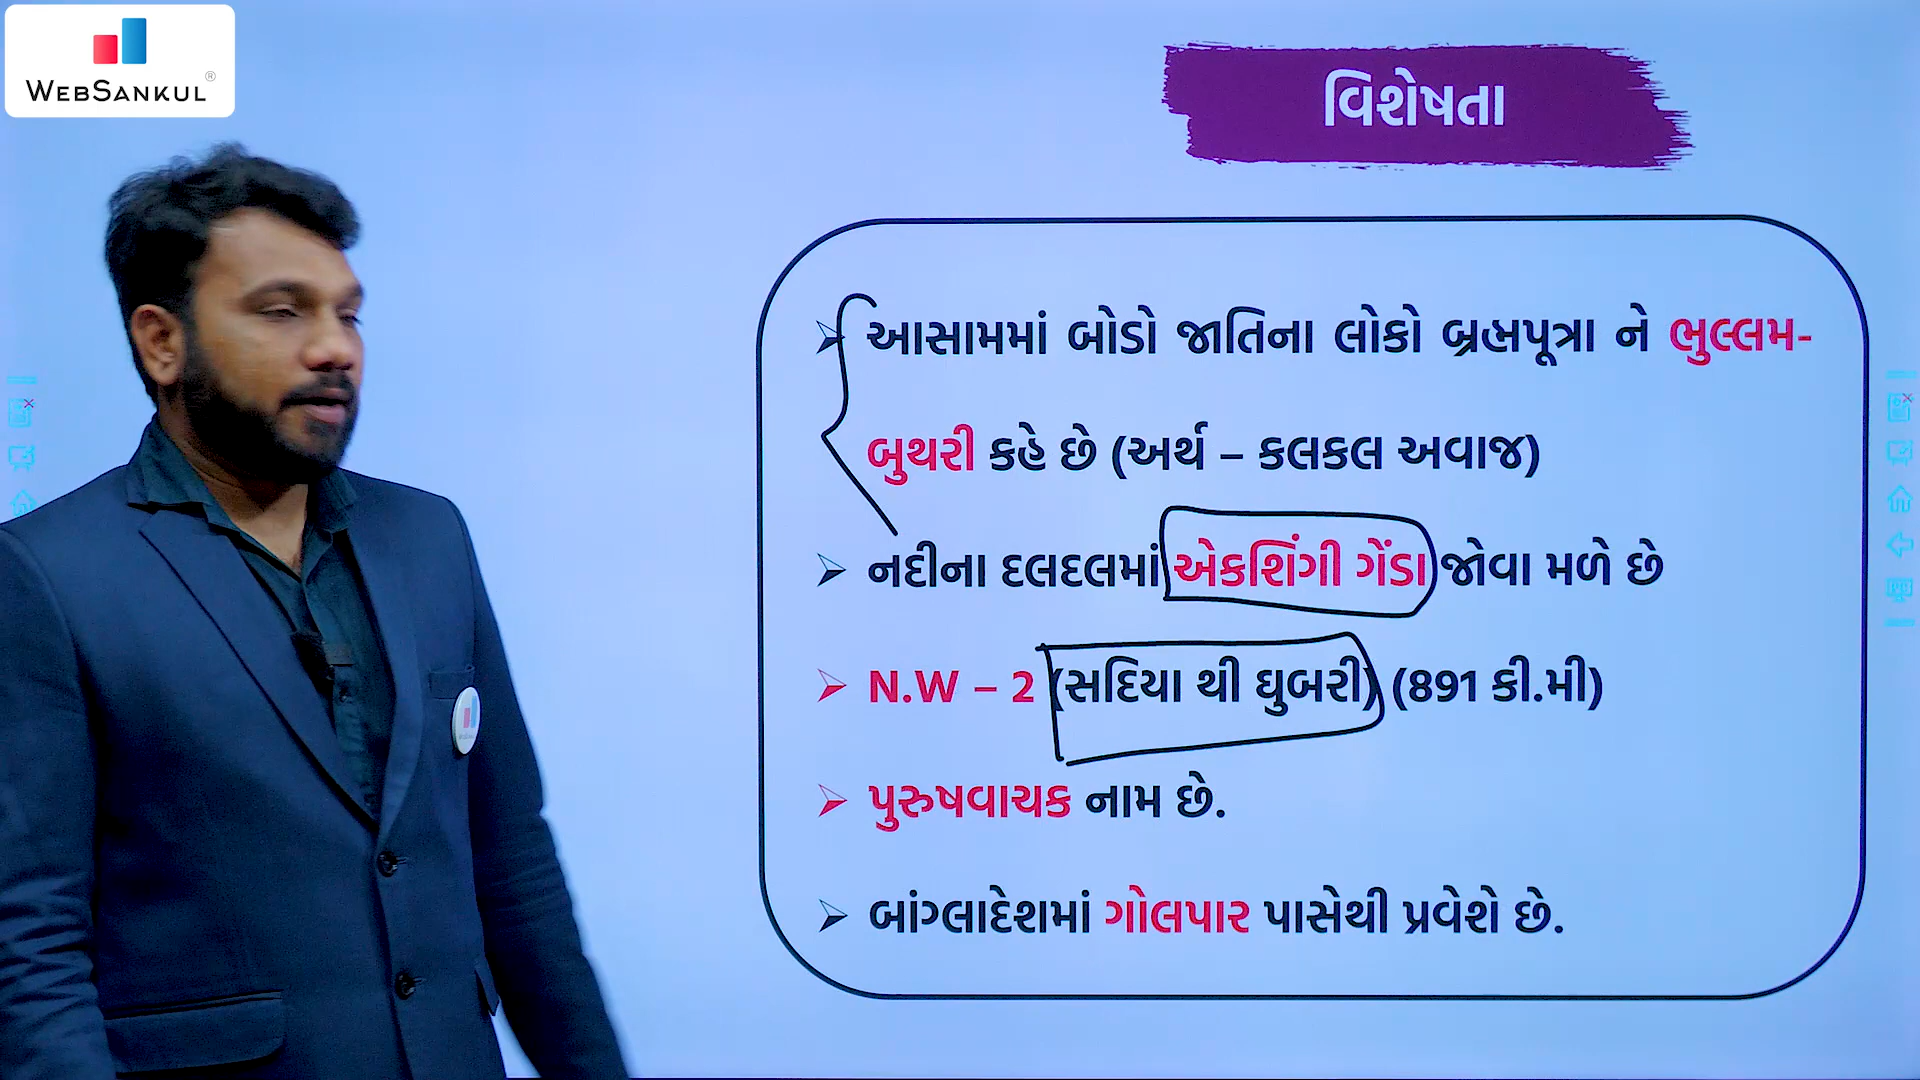 WEBSANKUL®
વિશેષતા
આસામમાં બોડો જાતિના લોકો બ્રહ્મપૂત્રા ને ભુલ્લમ-
બુથરી કહે છે (અર્થ – કલકલ અવાજ)
નદીના દલદલમાં એકશિંગી ગેંડા જોવા મળે છે
N.W – 2 (સદિયા થી ઘુબરી) (891 કી.મી)
પુરુષવાચક નામ છે.
બાંગ્લાદેશમાં ગોલપાર પાસેથી પ્રવેશે છે.